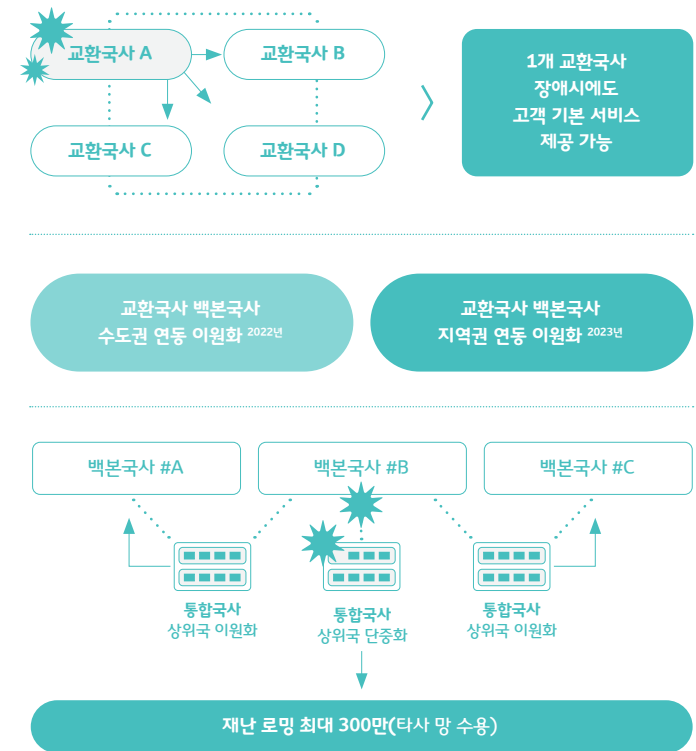 교환국사 A
교환국사 B
교환국사 C
교환국사 D
1개 교환국사
장애시에도
고객 기본 서비스
제공 가능
교환국사 백본국사
수도권 연동 이원화 2022년
교환국사 백본국사
지역권 연동 이원화 2023년
백본국사 #A
백본국사 #B
백본국사 #C
통합국사
상위국 이원화
통합국사
상위국 단중화
통합국사
상위국 이원화
재난 로밍 최대 300만(타사 망 수용)